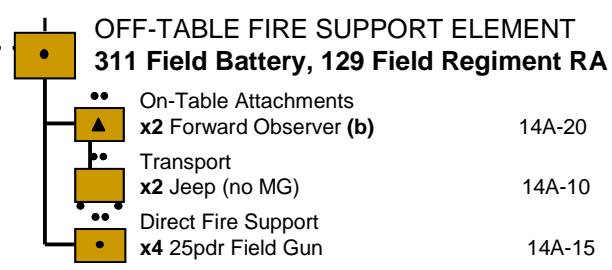 OFF-TABLE FIRE SUPPORT ELEMENT
311 Field Battery, 129 Field Regiment RA
On-Table Attachments
x2 Forward Observer (b) 14A-20
Transport
x2 Jeep (no MG) 14A-10
Direct Fire Support
x4 25pdr Field Gun 14A-15